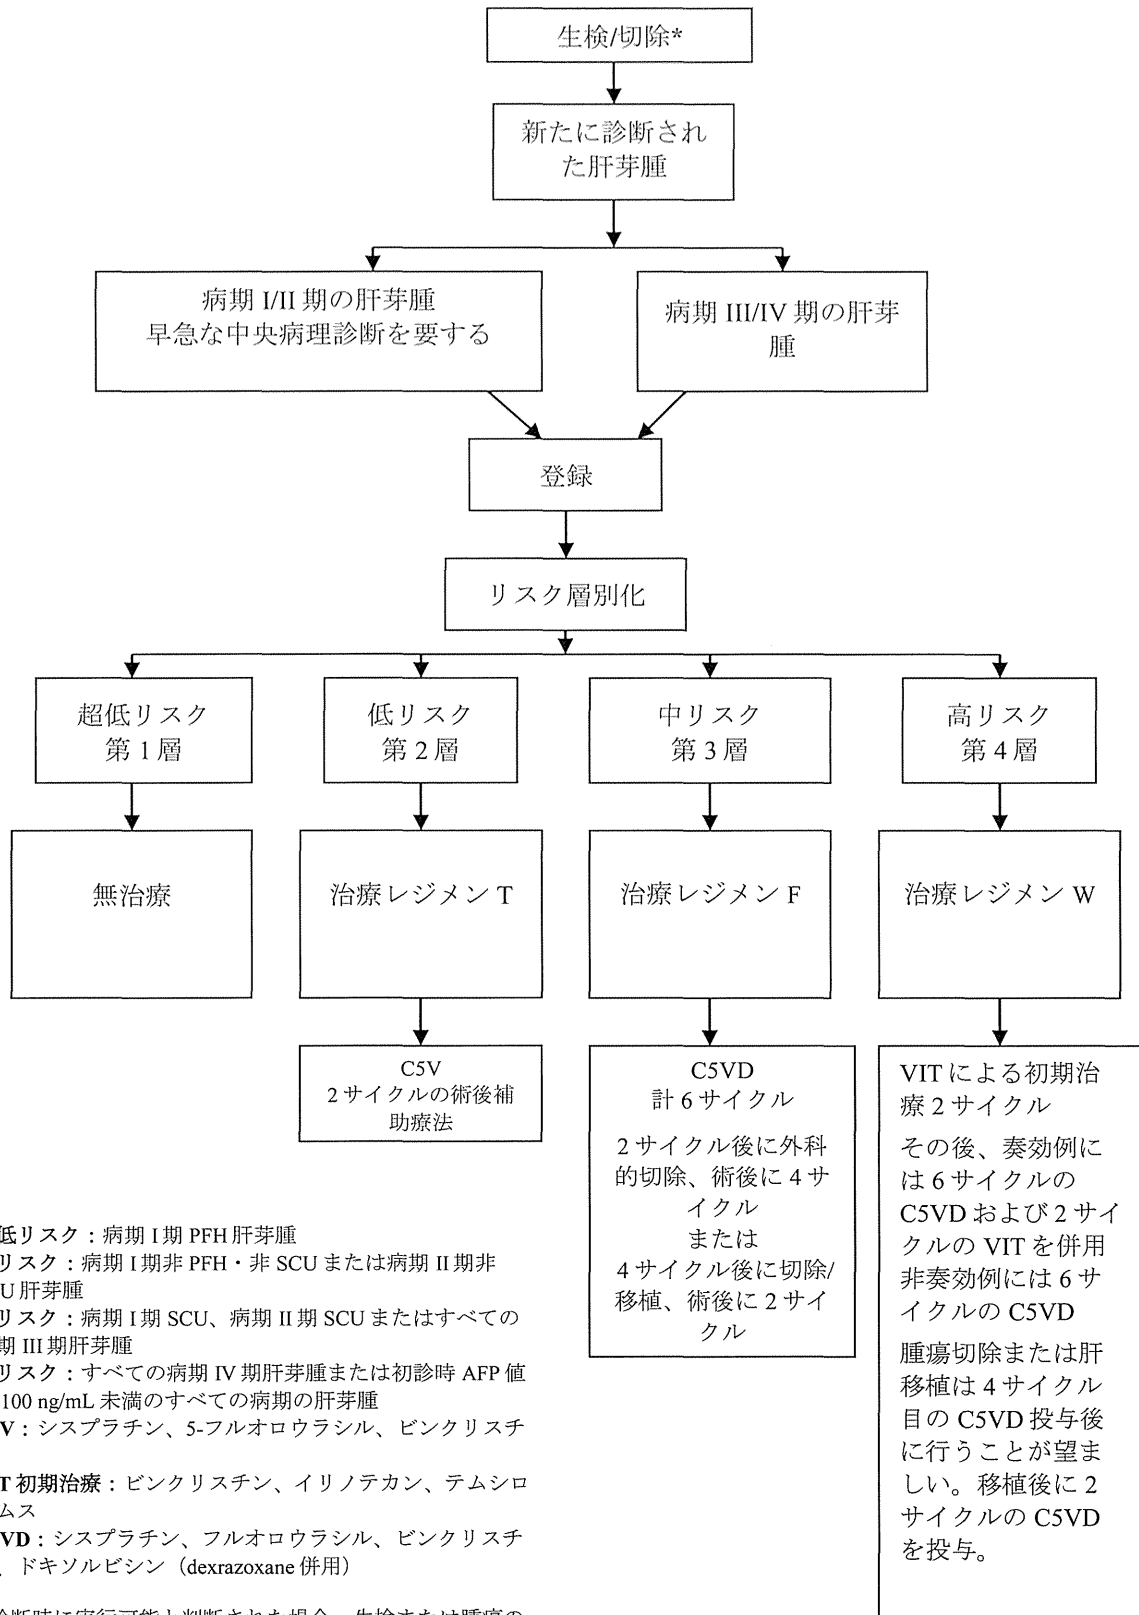 生検/切除*
新たに診断され
た肝芽腫
病期 I/II 期の肝芽腫
早急な中央病理診断を要する
病期 III/IV 期の肝芽
腫
登録
リスク層別化
超低リスク
第 1 層
低リスク
第 2 層
中リスク
第 3 層
高リスク
第 4 層
無治療
治療レジメン T
治療レジメン F
治療レジメン W
C5V
2 サイクルの術後補
助療法
C5VD
計 6 サイクル
2 サイクル後に外科
的切除、術後に 4 サ
イクル
または
4 サイクル後に切除/
移植、術後に 2 サイ
クル
VIT による初期治
療 2 サイクル
その後、奏効例に
は 6 サイクルの
C5VD および 2 サイ
クルの VIT を併用
非奏効例には 6 サ
イクルの C5VD
腫瘍切除または肝
移植は 4 サイクル
目の C5VD 投与後
に行うことが望ま
しい。移植後に 2
サイクルの C5VD
を投与。
低リスク：病期 I 期 PFH 肝芽腫
リスク：病期 I 期非 PFH・非 SCU または病期 II 期非
U 肝芽腫
リスク：病期 I 期 SCU、病期 II 期 SCU またはすべての
期 III 期肝芽腫
リスク：すべての病期 IV 期肝芽腫または初診時 AFP 値
100 ng/mL 未満のすべての病期の肝芽腫
V：シスプラチン、5-フルオロウラシル、ビンクリスチ
T 初期治療：ビンクリスチン、イリノテカン、テムシロ
ムス
VD：シスプラチン、フルオロウラシル、ビンクリスチ
、ドキソルビシン（dexrazoxane 併用）